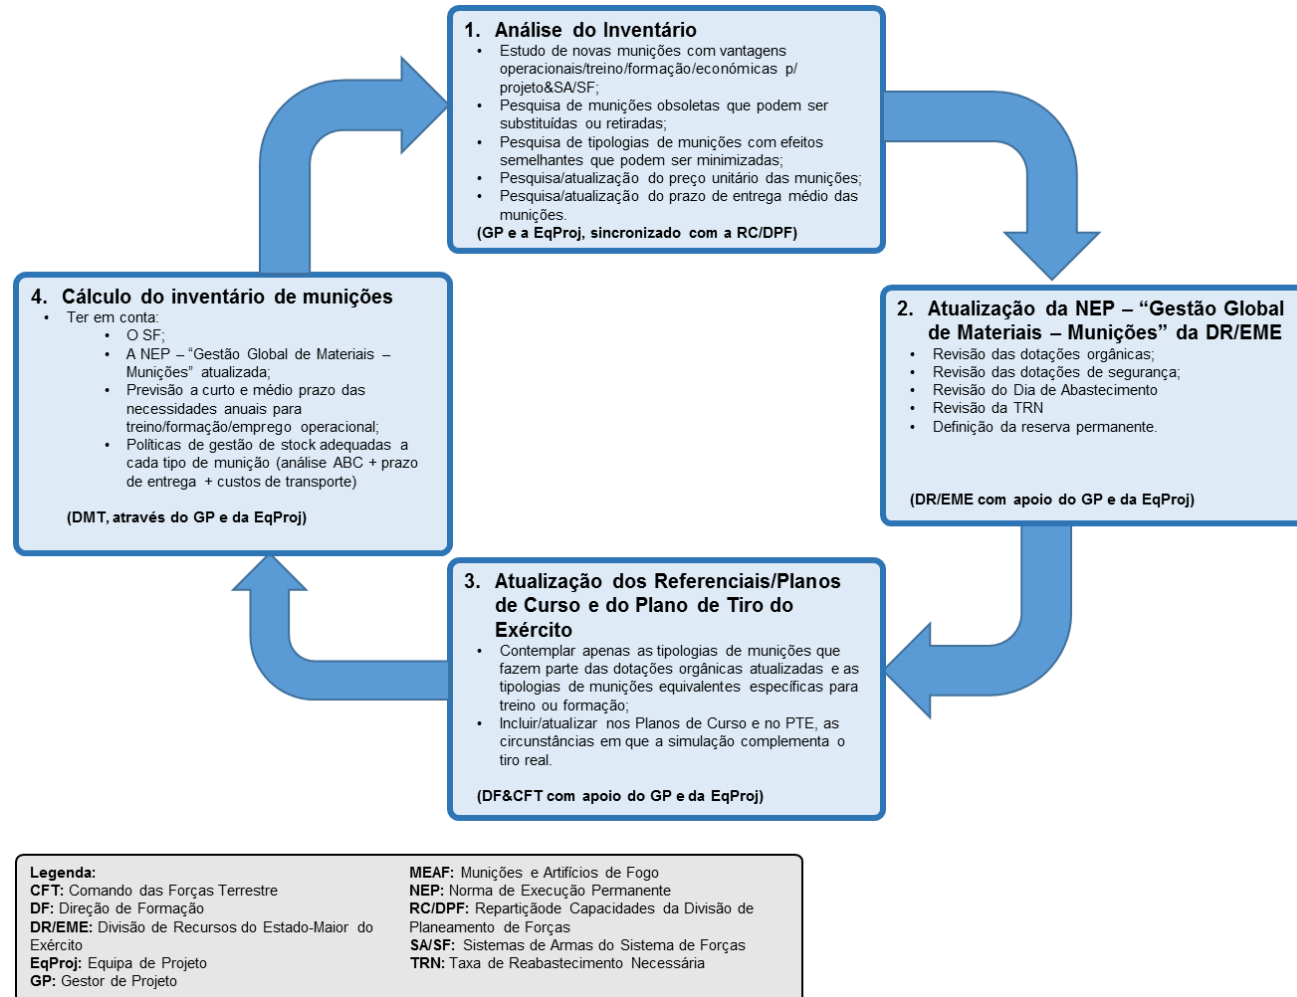 1. Análise do Inventário
• Estudo de novas munições com vantagens
operacionais/treino/formação/económicas p/
projeto&SA/SF;
• Pesquisa de munições obsoletas que podem ser
substituídas ou retiradas;
• Pesquisa de tipologias de munições com efeitos
semelhantes que podem ser minimizadas;
• Pesquisa/atualização do preço unitário das munições;
• Pesquisa/atualização do prazo de entrega médio das
munições.
(GP e a EqProj, sincronizado com a RC/DPF)
2. Atualização da NEP – “Gestão Global
de Materiais – Munições” da DR/EME
• Revisão das dotações orgânicas;
• Revisão das dotações de segurança;
• Revisão do Dia de Abastecimento
• Revisão da TRN
• Definição da reserva permanente.
(DR/EME com apoio do GP e da EqProj)
3. Atualização dos Referenciais/Planos
de Curso e do Plano de Tiro do
Exército
• Contemplar apenas as tipologias de munições que
fazem parte das dotações orgânicas atualizadas e as
tipologias de munições equivalentes específicas para
treino ou formação;
• Incluir/atualizar nos Planos de Curso e no PTE, as
circunstâncias em que a simulação complementa o
tiro real.
(DF&CFT com apoio do GP e da EqProj)
4. Cálculo do inventário de munições
• Ter em conta:
• O SF;
• A NEP – “Gestão Global de Materiais –
Munições” atualizada;
• Previsão a curto e médio prazo das
necessidades anuais para
treino/formação/emprego operacional;
• Políticas de gestão de stock adequadas a
cada tipo de munição (análise ABC + prazo
de entrega + custos de transporte)
(DMT, através do GP e da EqProj)
Legenda:
CFT: Comando das Forças Terrestre
DF: Direção de Formação
DR/EME: Divisão de Recursos do Estado-Maior do
Exército
EqProj: Equipa de Projeto
GP: Gestor de Projeto
MEAF: Munições e Artifícios de Fogo
NEP: Norma de Execução Permanente
RC/DPF: Repartiçãode Capacidades da Divisão de
Planeamento de Forças
SA/SF: Sistemas de Armas do Sistema de Forças
TRN: Taxa de Reabastecimento Necessária